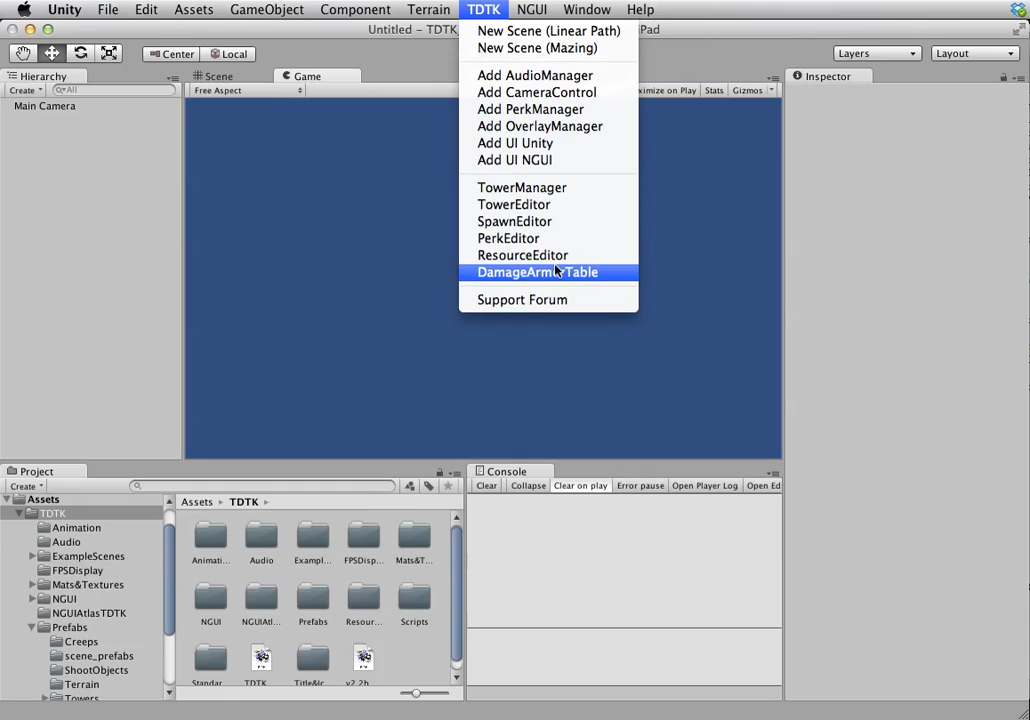 Unity File Edit Assets GameObject Component Terrain TDTK NGUI Window Help
Untitled - TDTK
Pad
Center
Local
Layers
Layout
Hierarchy
Create
All
Main Camera
Scene
Game
Free Aspect
ximize on Play
Stats
Gizmos
Inspector
New Scene (Linear Path)
New Scene (Mazing)
Add AudioManager
Add CameraControl
Add PerkManager
Add OverlayManager
Add UI Unity
Add UI NGUI
TowerManager
TowerEditor
SpawnEditor
PerkEditor
ResourceEditor
DamageArmorTable
Support Forum
Project
Create
Assets
TDTK
Animation
Audio
ExampleScenes
FPSDisplay
Mats&Textures
NGUI
NGUIAtlasTDTK
Prefabs
Creeps
scene_prefabs
ShootObjects
Terrain
Towers
Assets TDTK
Animati... Audio Exampl... FPSDisp... Mats&T...
NGUI NGUIAtl... Prefabs Resour... Scripts
Standar TDTK Title&Ic v2.2b
Console
Clear
Collapse
Clear on play
Error pause
Open Player Log
Open Ed